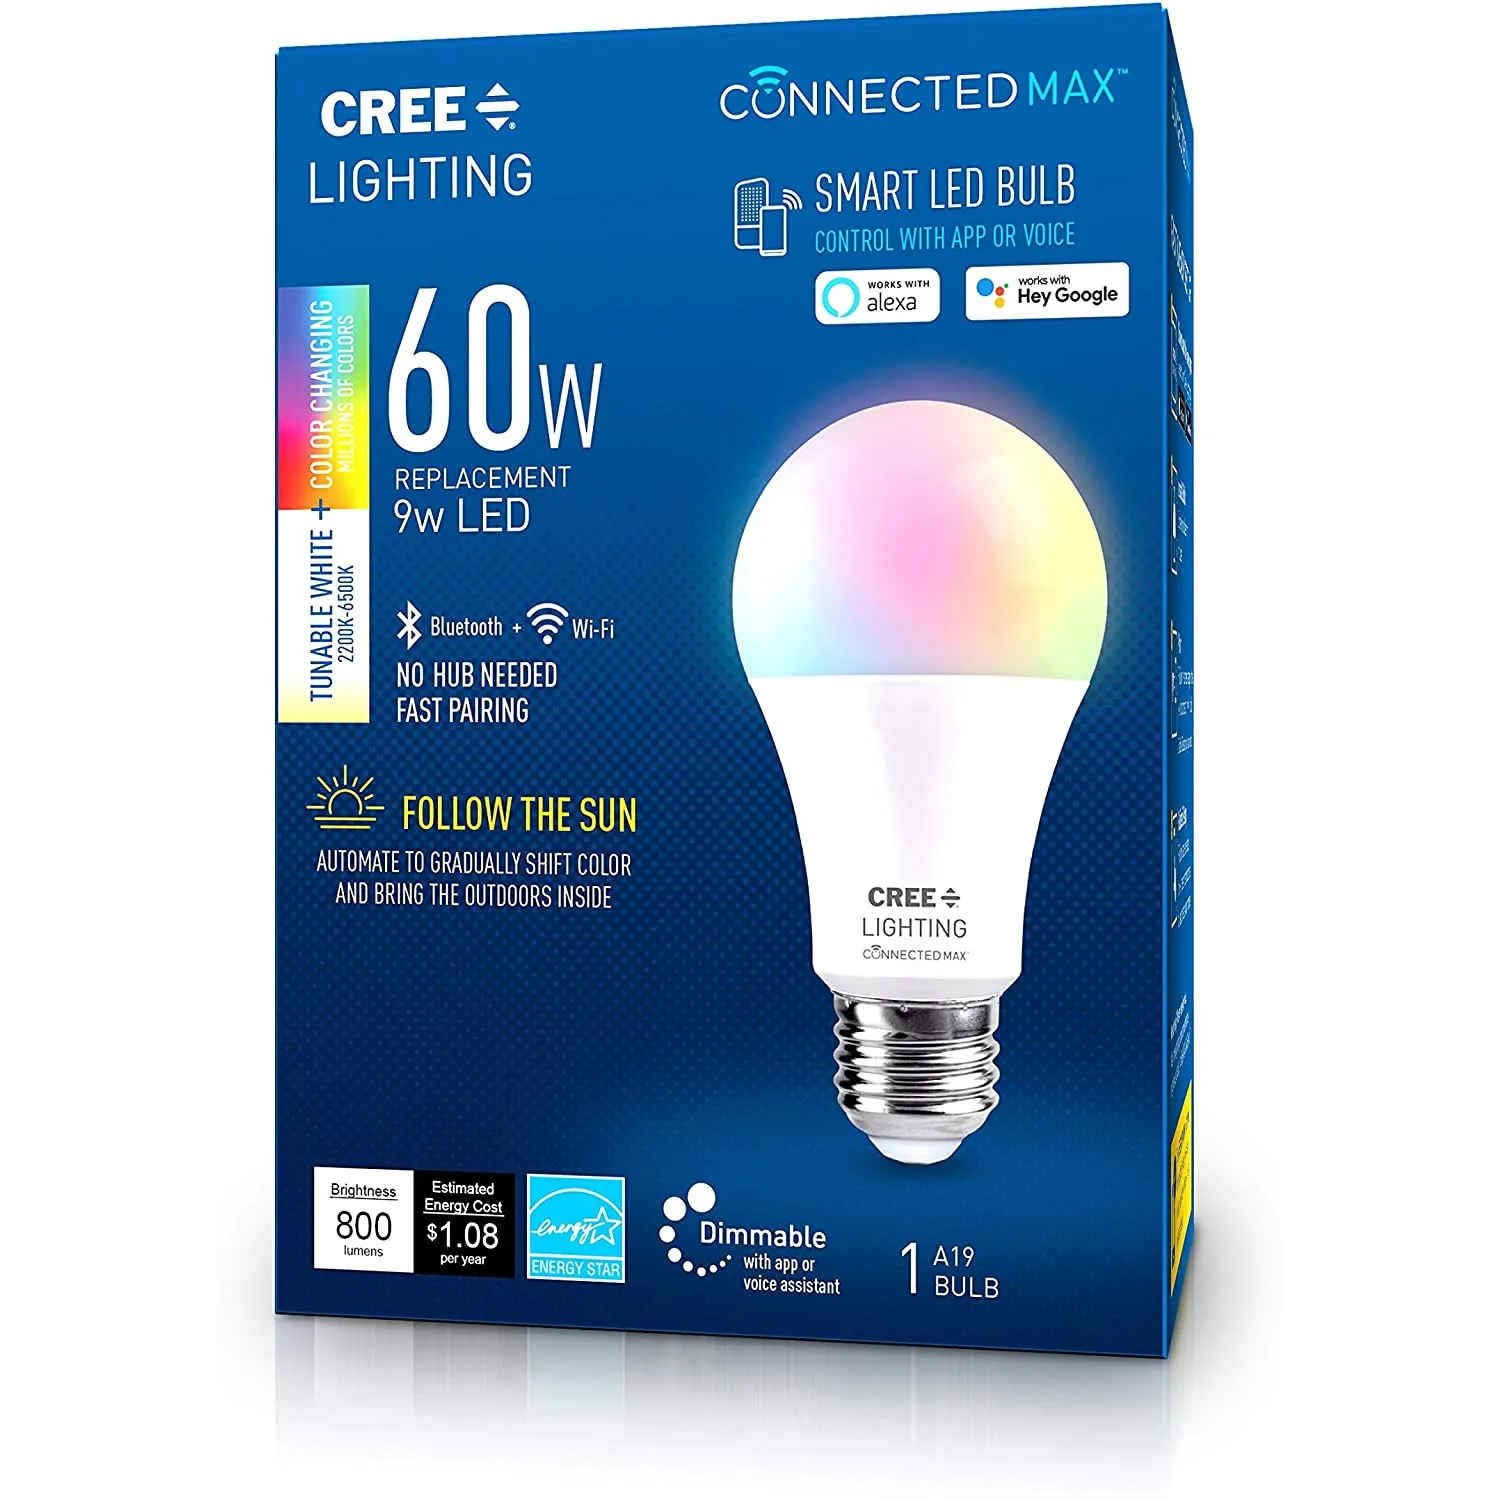 CREE
LIGHTING
CONNECTED MAX™
SMART LED BULB
CONTROL WITH APP OR VOICE
WORKS WITH
alexa
works with
Hey Google
COLOR CHANGING
MILLIONS OF COLORS
+
TUNABLE WHITE
2200K-6500K
60W
REPLACEMENT
9W LED
Bluetooth + Wi-Fi
NO HUB NEEDED
FAST PAIRING
FOLLOW THE SUN
AUTOMATE TO GRADUALLY SHIFT COLOR
AND BRING THE OUTDOORS INSIDE
CREE
LIGHTING
CONNECTED MAX™
Brightness
800
lumens
Estimated
Energy Cost
$1.08
per year
energy
ENERGY STAR
Dimmable
with app or
voice assistant
1 A19
BULB